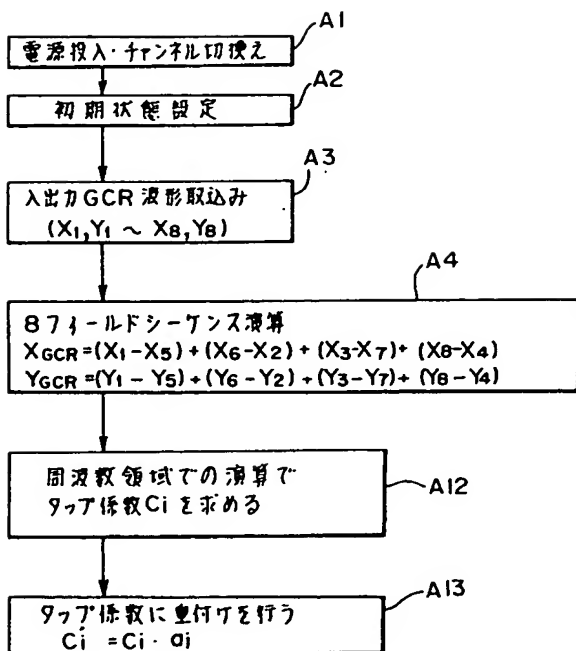 A1
電源投入・チャンネル切換え
A2
初期状態設定
A3
入出力GCR波形取込み
(X1,Y1 ~ X8,Y8)
A4
8フィールドシーケンス演算
XGCR=(X1-X5)+(X6-X2)+(X3-X7)+(X8-X4)
YGCR=(Y1-Y5)+(Y6-Y2)+(Y3-Y7)+(Y8-Y4)
A12
周波数領域での演算で
タップ係数Ciを求める
A13
タップ係数に重付けを行う
Ci = Ci・ai